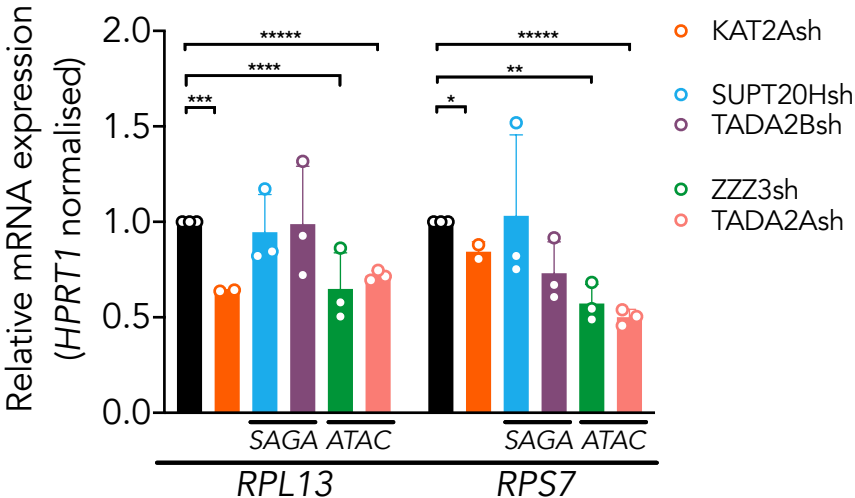 Relative mRNA expression
(HPRT1 normalised)
2.0
1.5
1.0
0.5
0.0
*****
****
***
*****
**
*
SAGA ATAC
SAGA ATAC
RPL13
RPS7
KAT2Ash
SUPT20Hsh
TADA2Bsh
ZZZ3sh
TADA2Ash